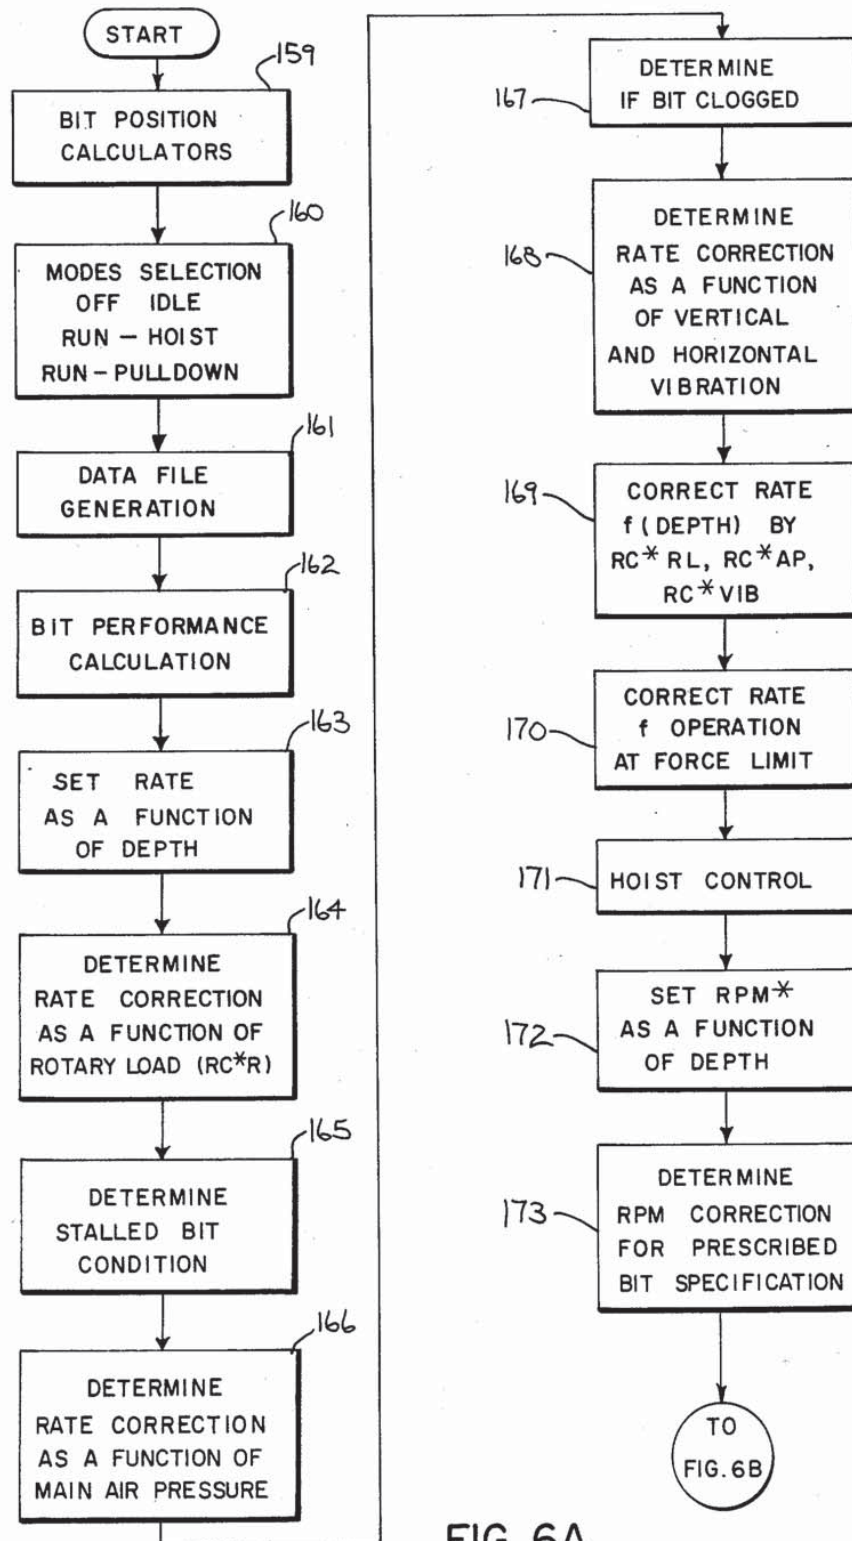 START
159
BIT POSITION
CALCULATORS
160
MODES SELECTION
OFF IDLE
RUN - HOIST
RUN-PULLDOWN
161
DATA FILE
GENERATION
162
BIT PERFORMANCE
CALCULATION
163
SET RATE
AS A FUNCTION
OF DEPTH
164
DETERMINE
RATE CORRECTION
AS A FUNCTION OF
ROTARY LOAD (RC*R)
165
DETERMINE
STALLED BIT
CONDITION
166
DETERMINE
RATE CORRECTION
AS A FUNCTION OF
MAIN AIR PRESSURE
167
DETERMINE
IF BIT CLOGGED
168
DETERMINE
RATE CORRECTION
AS A FUNCTION
OF VERTICAL
AND HORIZONTAL
VIBRATION
169
CORRECT RATE
f (DEPTH) BY
RC*RL, RC*AP,
RC*VIB
170
CORRECT RATE
f OPERATION
AT FORCE LIMIT
171
HOIST CONTROL
172
SET RPM*
AS A FUNCTION
OF DEPTH
173
DETERMINE
RPM CORRECTION
FOR PRESCRIBED
BIT SPECIFICATION
TO
FIG. 6B
FIG. 6A